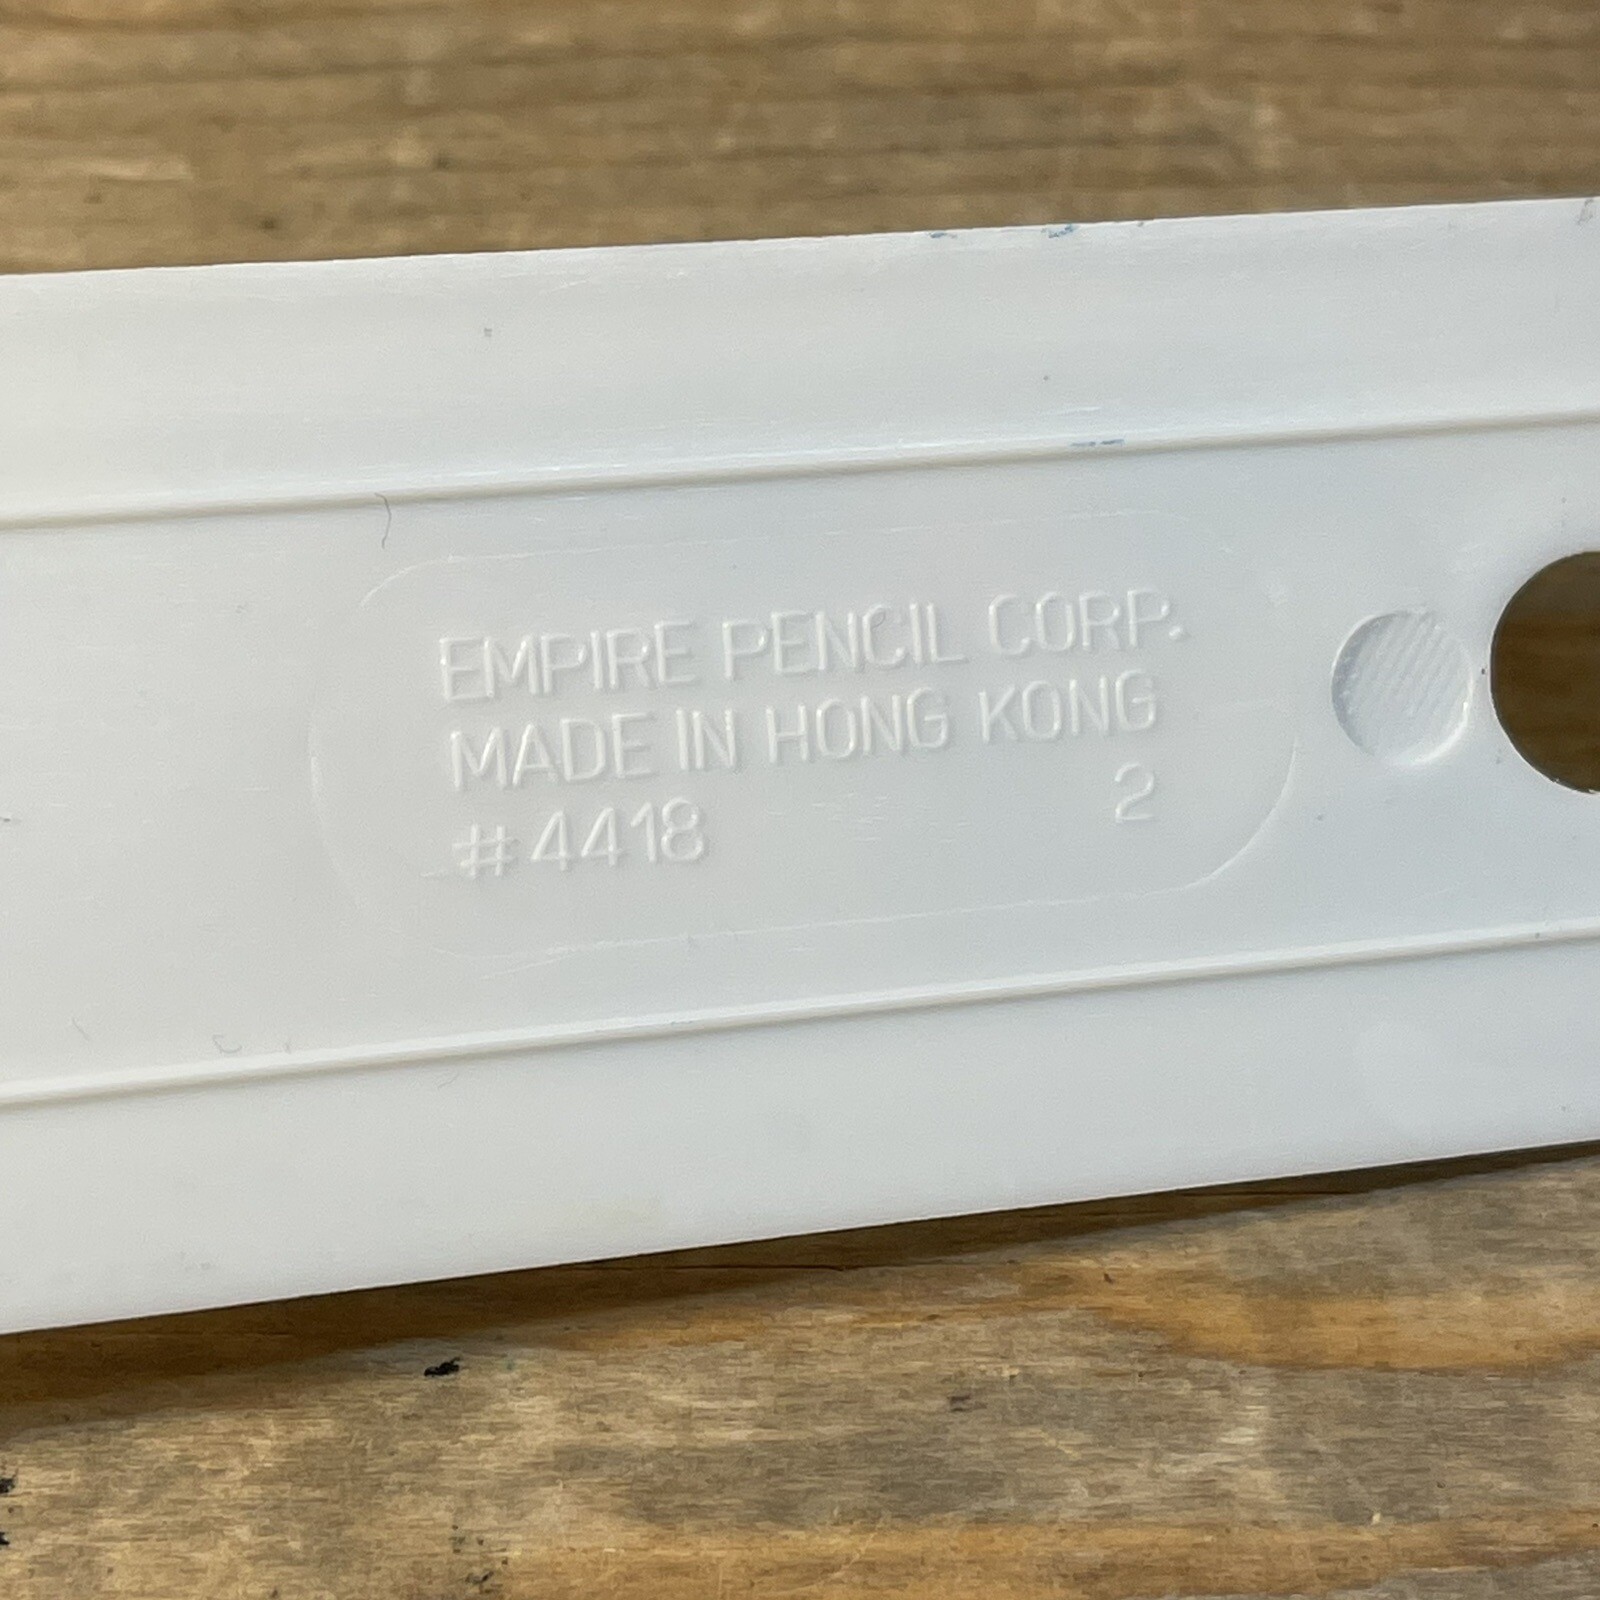 EMPIRE PENCIL CORP.
MADE IN HONG KONG
#4418 2